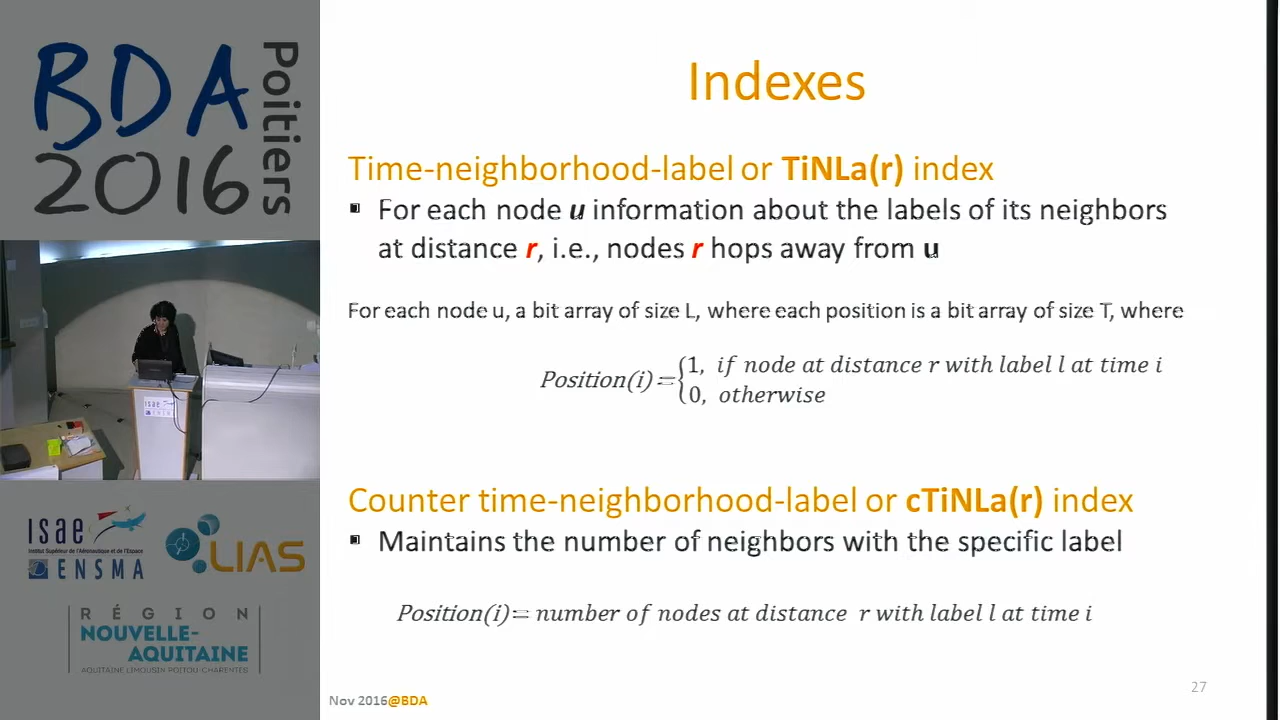 BDA
2016
Poitiers
Indexes
Time-neighborhood-label or TiNLa(r) index
▪ For each node u information about the labels of its neighbors
at distance r, i.e., nodes r hops away from u
For each node u, a bit array of size L, where each position is a bit array of size T, where
Position(i)={1, if node at distance r with label l at time i
0, otherwise
Counter time-neighborhood-label or cTiNLa(r) index
▪ Maintains the number of neighbors with the specific label
Position(i)= number of nodes at distance r with label l at time i
isae
Institut Supérieur de l'Aéronautique et de l'Espace
ENSMA
LIAS
RÉGION
NOUVELLE-
AQUITAINE
AQUITAINE LIMOUSIN POITOU-CHARENTES
Nov 2016@BDA
27